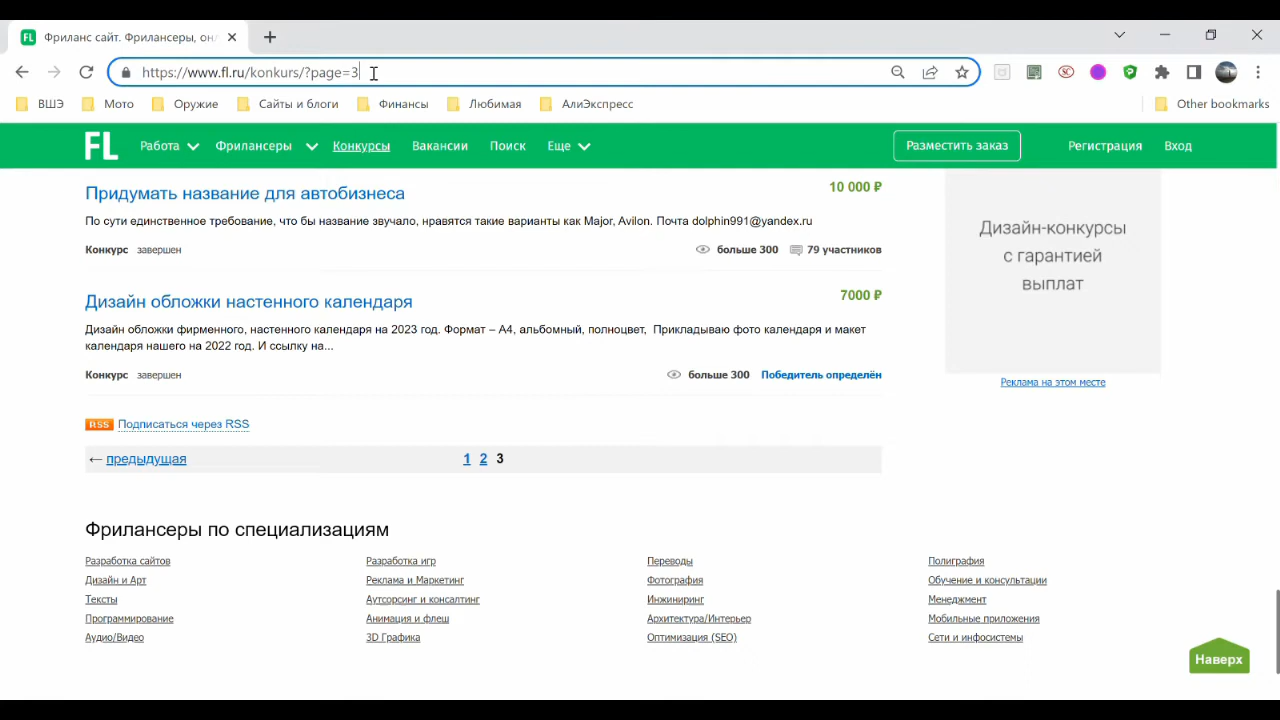 FL Фриланс сайт. Фрилансеры, онл
https://www.fl.ru/konkurs/?page=3
ВШЭ Мото Оружие Сайты и блоги Финансы Любимая АлиЭкспресс Other bookmarks
FL Работа Фрилансеры Конкурсы Вакансии Поиск Еще Разместить заказ Регистрация Вход
Придумать название для автобизнеса 10 000 ₽
По сути единственное требование, что бы название звучало, нравятся такие варианты как Major, Avilon. Почта dolphin991@yandex.ru
Конкурс завершен больше 300 79 участников
Дизайн обложки настенного календаря 7000 ₽
Дизайн обложки фирменного, настенного календаря на 2023 год. Формат – А4, альбомный, полноцвет, Прикладываю фото календаря и макет
календаря нашего на 2022 год. И ссылку на...
Конкурс завершен больше 300 Победитель определён
Дизайн-конкурсы
с гарантией
выплат
Реклама на этом месте
RSS Подписаться через RSS
← предыдущая 1 2 3
Фрилансеры по специализациям
Разработка сайтов Разработка игр Переводы Полиграфия
Дизайн и Арт Реклама и Маркетинг Фотография Обучение и консультации
Тексты Аутсорсинг и консалтинг Инжиниринг Менеджмент
Программирование Анимация и флеш Архитектура/Интерьер Мобильные приложения
Аудио/Видео 3D Графика Оптимизация (SEO) Сети и инфосистемы
Наверх